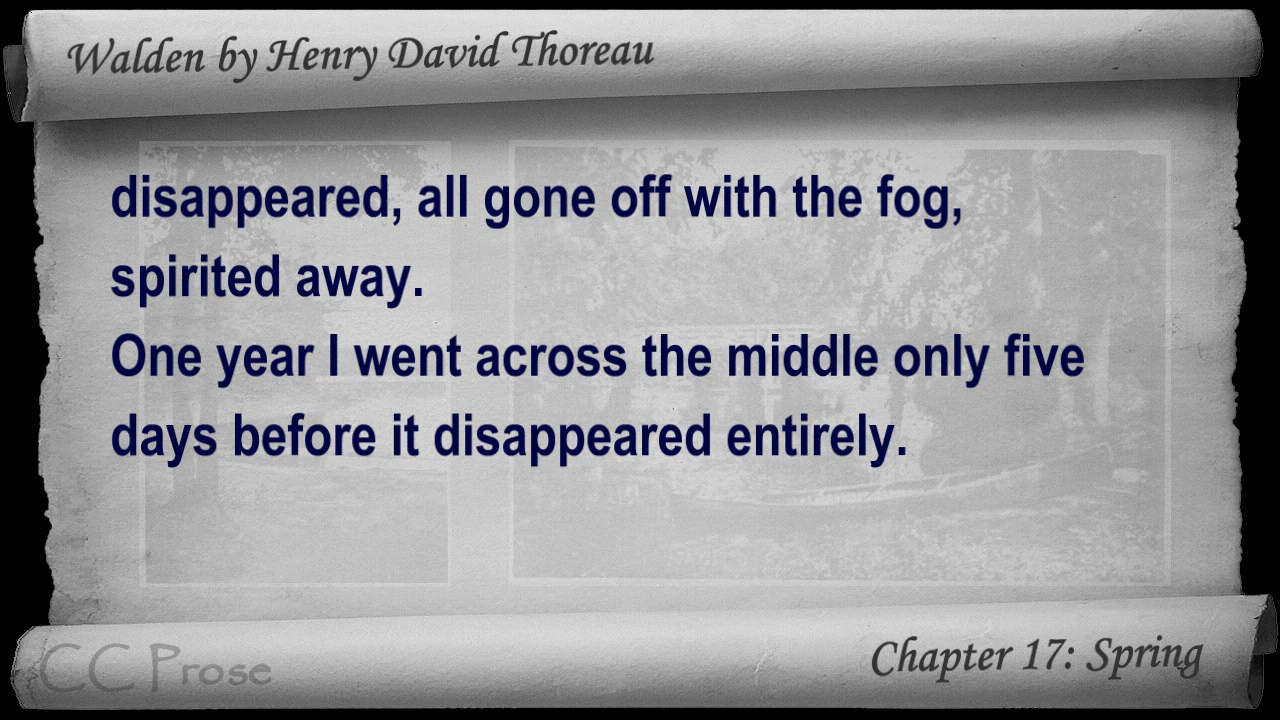 Walden by Henry David Thoreau
disappeared, all gone off with the fog,
spirited away.
One year I went across the middle only five
days before it disappeared entirely.
CC Prose
Chapter 17: Spring